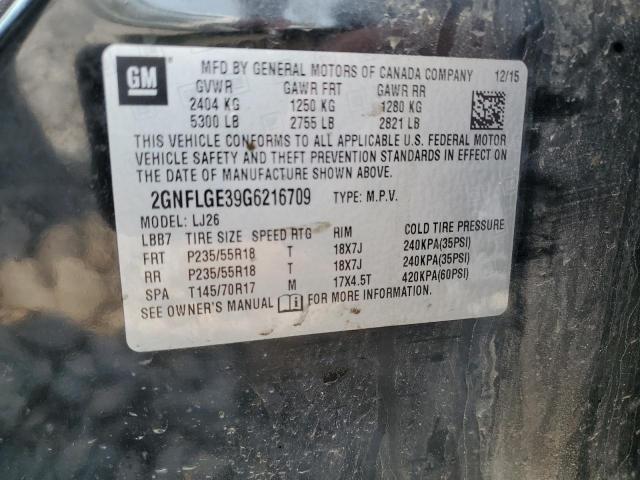 GM MFD BY GENERAL MOTORS OF CANADA COMPANY 12/15
GVWR GAWR FRT GAWR RR
2404 KG 1250 KG 1280 KG
5300 LB 2755 LB 2821 LB
THIS VEHICLE CONFORMS TO ALL APPLICABLE U.S. FEDERAL MOTOR
VEHICLE SAFETY AND THEFT PREVENTION STANDARDS IN EFFECT ON
THE DATE OF MANUFACTURE SHOWN ABOVE.
2GNFLGE39G6216709 TYPE: M.P.V.
MODEL: LJ26
LBB7 TIRE SIZE SPEED RTG RIM COLD TIRE PRESSURE
FRT P235/55R18 T 18X7J 240KPA(35PSI)
RR P235/55R18 T 18X7J 240KPA(35PSI)
SPA T145/70R17 M 17X4.5T 420KPA(60PSI)
SEE OWNER'S MANUAL FOR MORE INFORMATION.